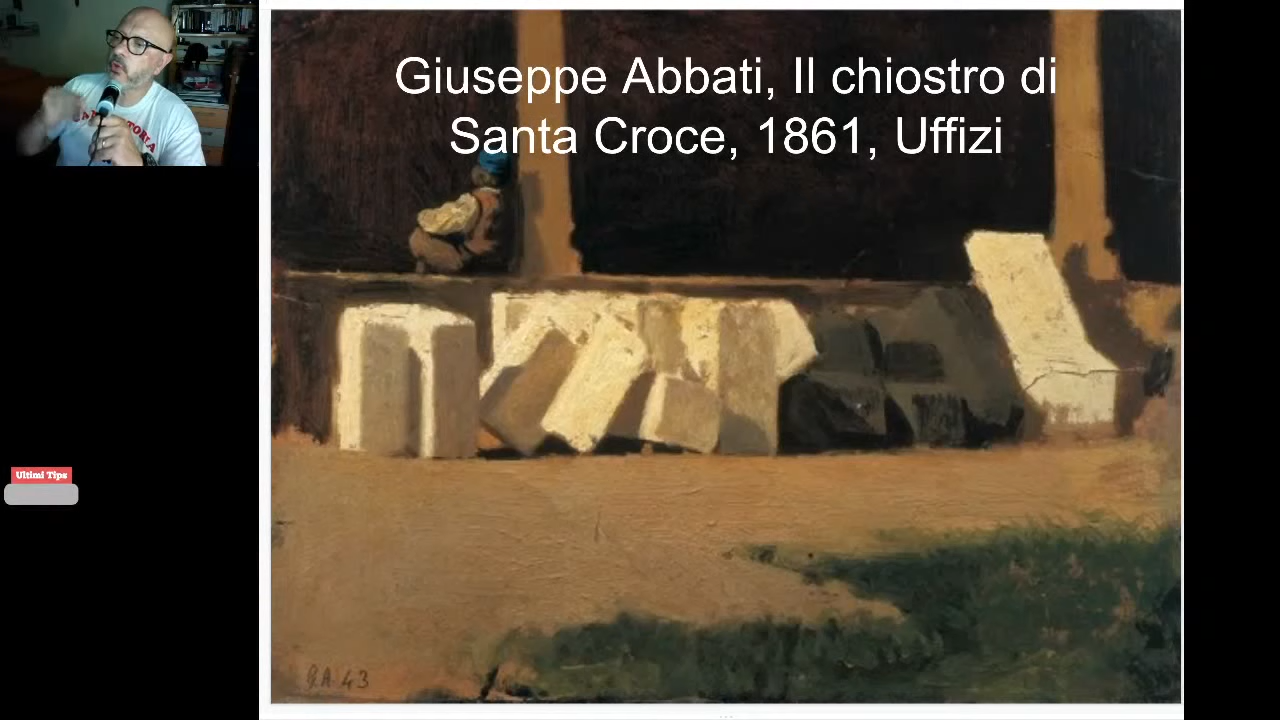 Giuseppe Abbati, Il chiostro di
Santa Croce, 1861, Uffizi
Ultimi Tips
G.A. 43